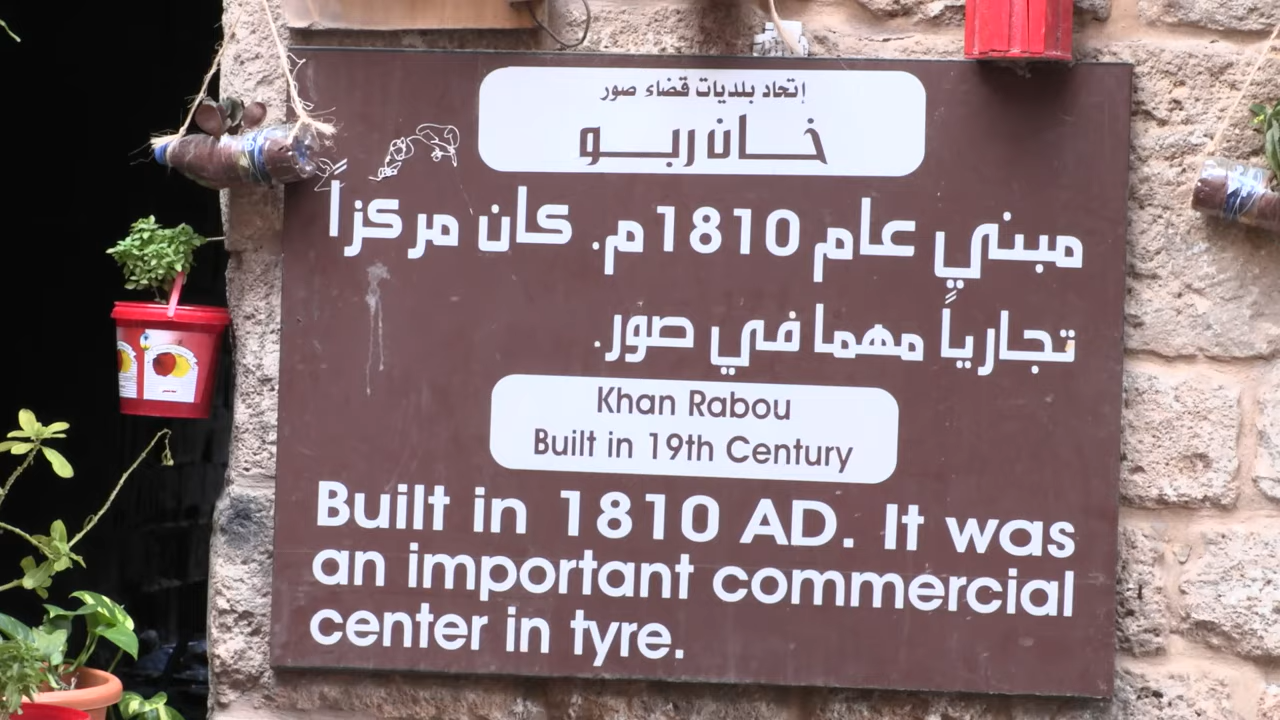 إتحاد بلديات قضاء صور
خان ربو
مبني عام 1810م. كان مركزاً
تجارياً مهما في صور.
Khan Rabou
Built in 19th Century
Built in 1810 AD. It was
an important commercial
center in tyre.